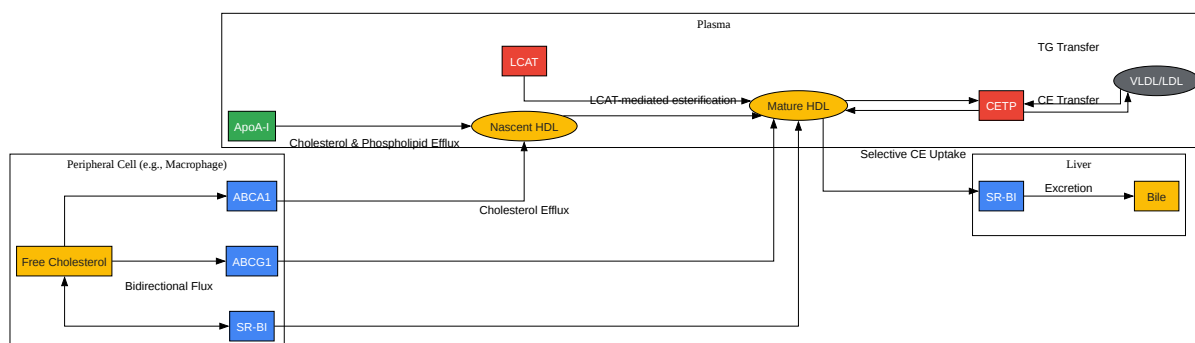 Plasma
TG Transfer
LCAT
VLDL/LDL
LCAT-mediated esterification
Mature HDL
CETP
CE Transfer
ApoA-I
Nascent HDL
Cholesterol & Phospholipid Efflux
Selective CE Uptake
Peripheral Cell (e.g., Macrophage)
Liver
ABCA1
SR-BI
Excretion
Bile
Cholesterol Efflux
Free Cholesterol
ABCG1
Bidirectional Flux
SR-BI